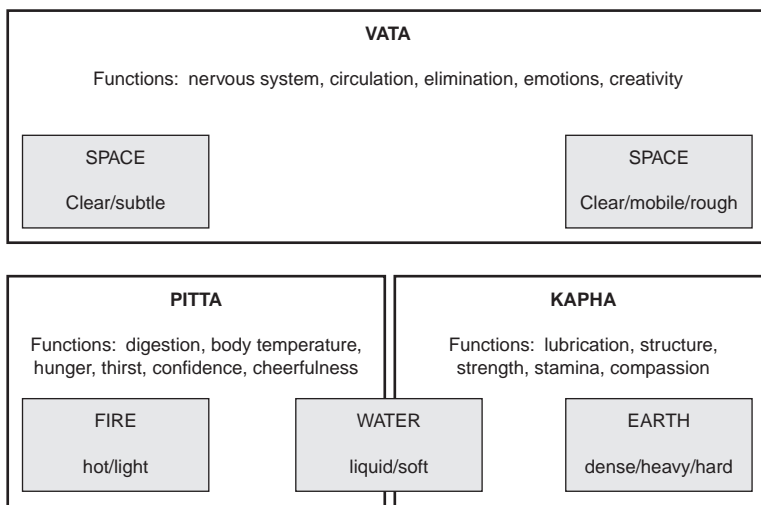 VATA
Functions: nervous system, circulation, elimination, emotions, creativity
SPACE
Clear/subtle
SPACE
Clear/mobile/rough
PITTA
Functions: digestion, body temperature,
hunger, thirst, confidence, cheerfulness
KAPHA
Functions: lubrication, structure,
strength, stamina, compassion
FIRE
hot/light
WATER
liquid/soft
EARTH
dense/heavy/hard